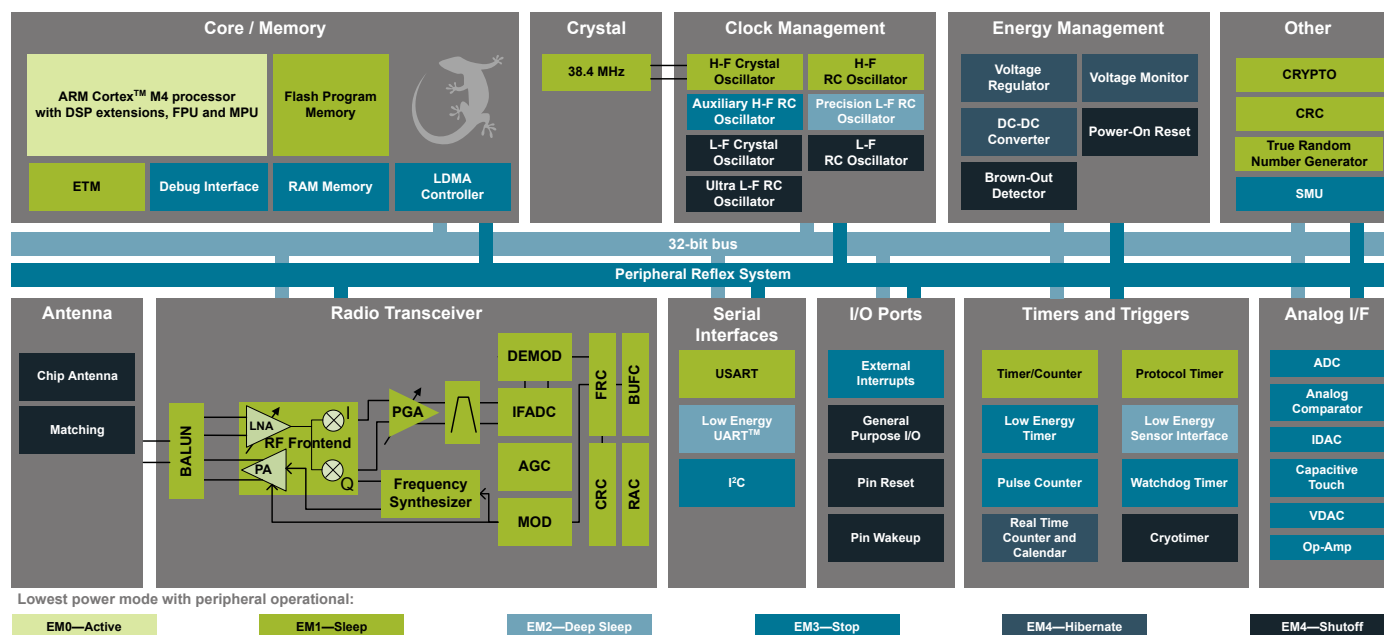 Core / Memory
ARM Cortex™ M4 processor
with DSP extensions, FPU and MPU
Flash Program
Memory
ETM
Debug Interface
RAM Memory
LDMA
Controller
Crystal
38.4 MHz
Clock Management
H-F Crystal
Oscillator
H-F
RC Oscillator
Auxiliary H-F RC
Oscillator
Precision L-F RC
Oscillator
L-F Crystal
Oscillator
L-F
RC Oscillator
Ultra L-F RC
Oscillator
Energy Management
Voltage
Regulator
Voltage Monitor
DC-DC
Converter
Power-On Reset
Brown-Out
Detector
Other
CRYPTO
CRC
True Random
Number Generator
SMU
32-bit bus
Peripheral Reflex System
Antenna
Chip Antenna
Matching
Radio Transceiver
BALUN
LNA
RF Frontend
PA
I
Q
PGA
Frequency
Synthesizer
DEMOD
IFADC
AGC
MOD
FRC
BUFC
CRC
RAC
Serial
Interfaces
USART
Low Energy
UART™
I²C
I/O Ports
External
Interrupts
General
Purpose I/O
Pin Reset
Pin Wakeup
Timers and Triggers
Timer/Counter
Protocol Timer
Low Energy
Timer
Low Energy
Sensor Interface
Pulse Counter
Watchdog Timer
Real Time
Counter and
Calendar
Cryotimer
Analog I/F
ADC
Analog
Comparator
IDAC
Capacitive
Touch
VDAC
Op-Amp
Lowest power mode with peripheral operational:
EM0—Active
EM1—Sleep
EM2—Deep Sleep
EM3—Stop
EM4—Hibernate
EM4—Shutoff